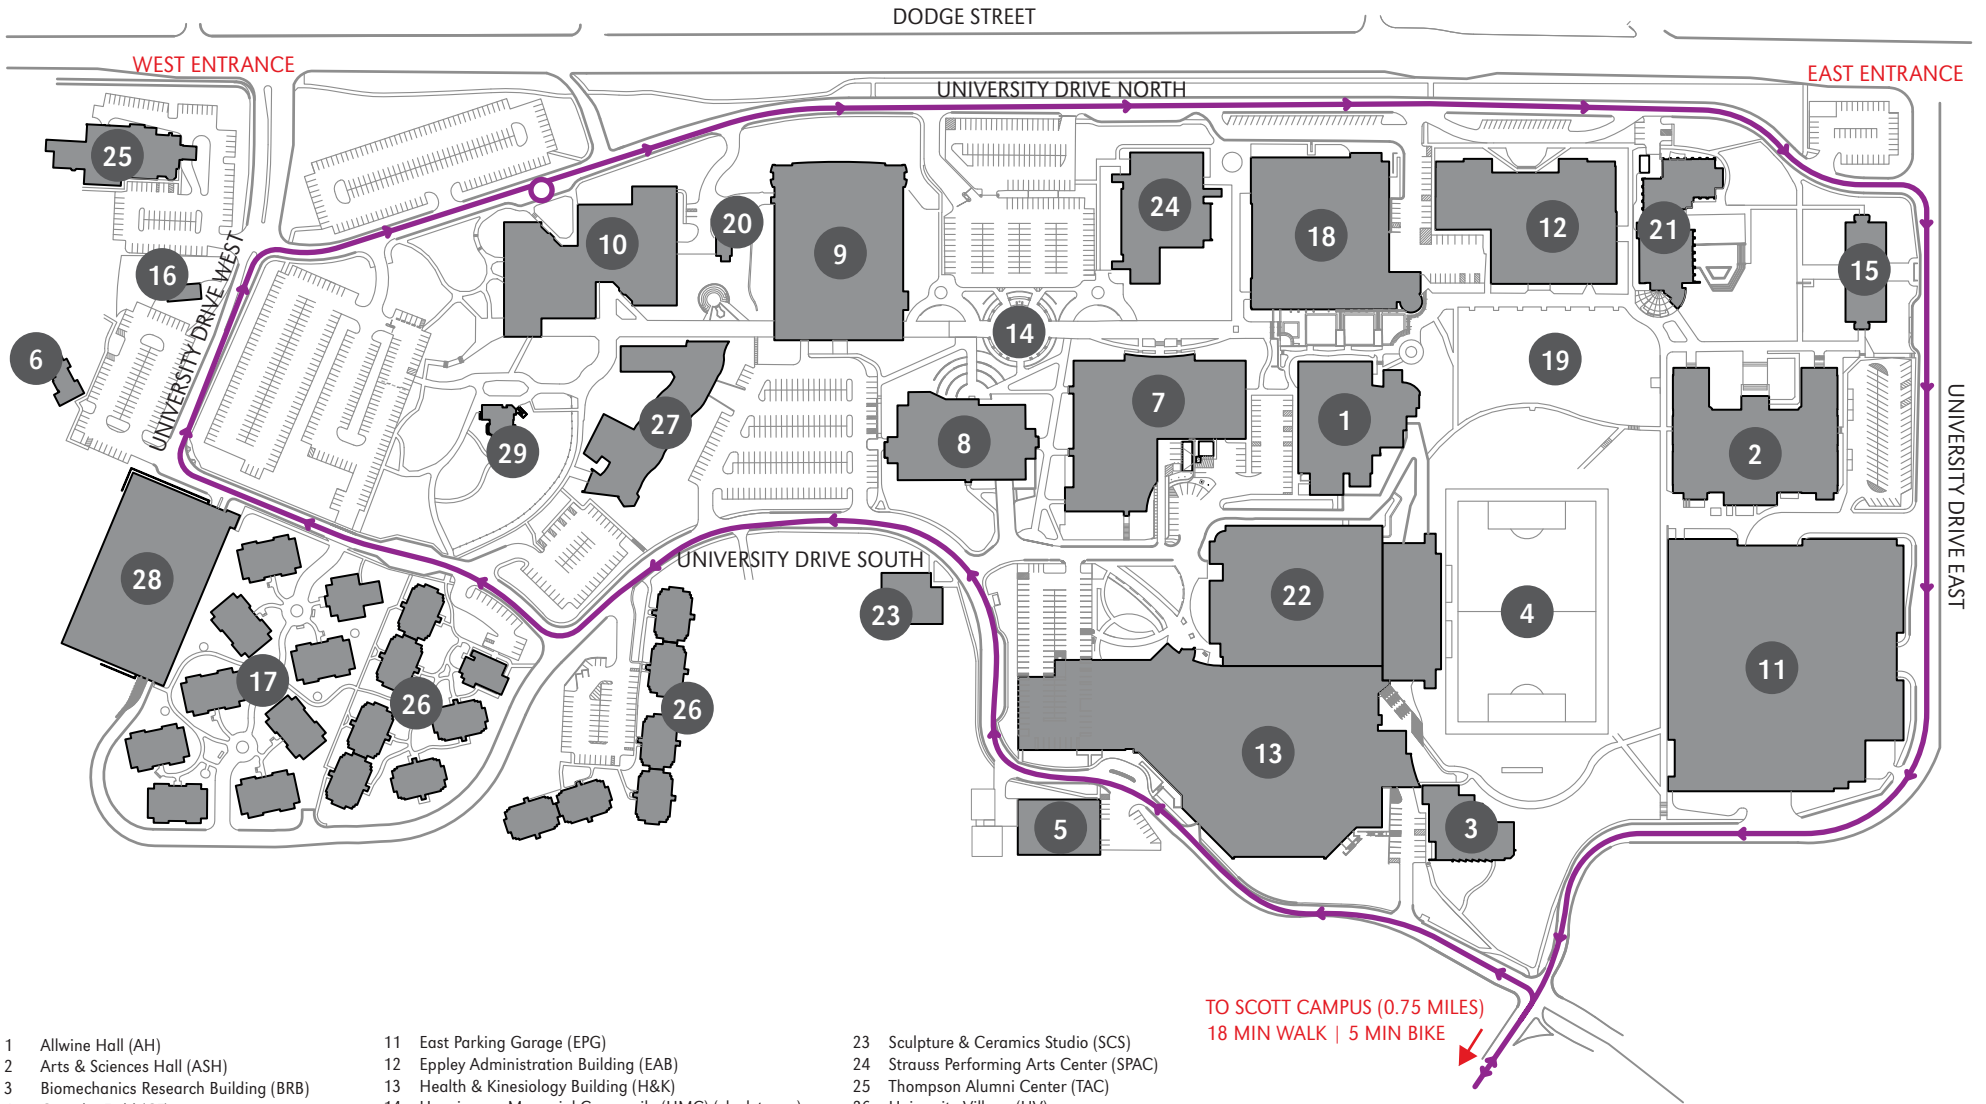 DODGE STREET
WEST ENTRANCE
EAST ENTRANCE
UNIVERSITY DRIVE NORTH
25
24
20
10
9
18
12
21
15
16
UNIVERSITY DRIVE WEST
14
6
19
7
1
27
8
29
2
UNIVERSITY DRIVE EAST
UNIVERSITY DRIVE SOUTH
28
22
23
4
11
17
26
26
13
5
3
TO SCOTT CAMPUS (0.75 MILES)
18 MIN WALK | 5 MIN BIKE
1 Allwine Hall (AH)
2 Arts & Sciences Hall (ASH)
3 Biomechanics Research Building (BRB)
11 East Parking Garage (EPG)
12 Eppley Administration Building (EAB)
13 Health & Kinesiology Building (H&K)
23 Sculpture & Ceramics Studio (SCS)
24 Strauss Performing Arts Center (SPAC)
25 Thompson Alumni Center (TAC)